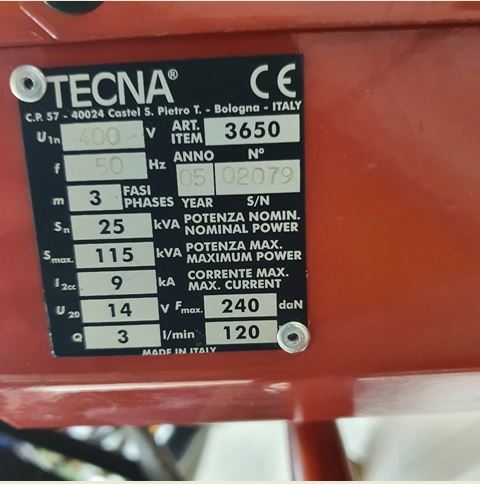 TECNA® CE
C.P. 57 - 40024 Castel S. Pietro T. - Bologna - ITALY
U1n 400~ V ART. ITEM 3650
f 50 Hz ANNO 05 YEAR N° 02079 S/N
m 3 FASI PHASES
Sn 25 kVA POTENZA NOMIN. NOMINAL POWER
Smax. 115 kVA POTENZA MAX. MAXIMUM POWER
I2cc 9 kA CORRENTE MAX. MAX. CURRENT
U20 14 V Fmax. 240 daN
Q 3 l/min 120
MADE IN ITALY